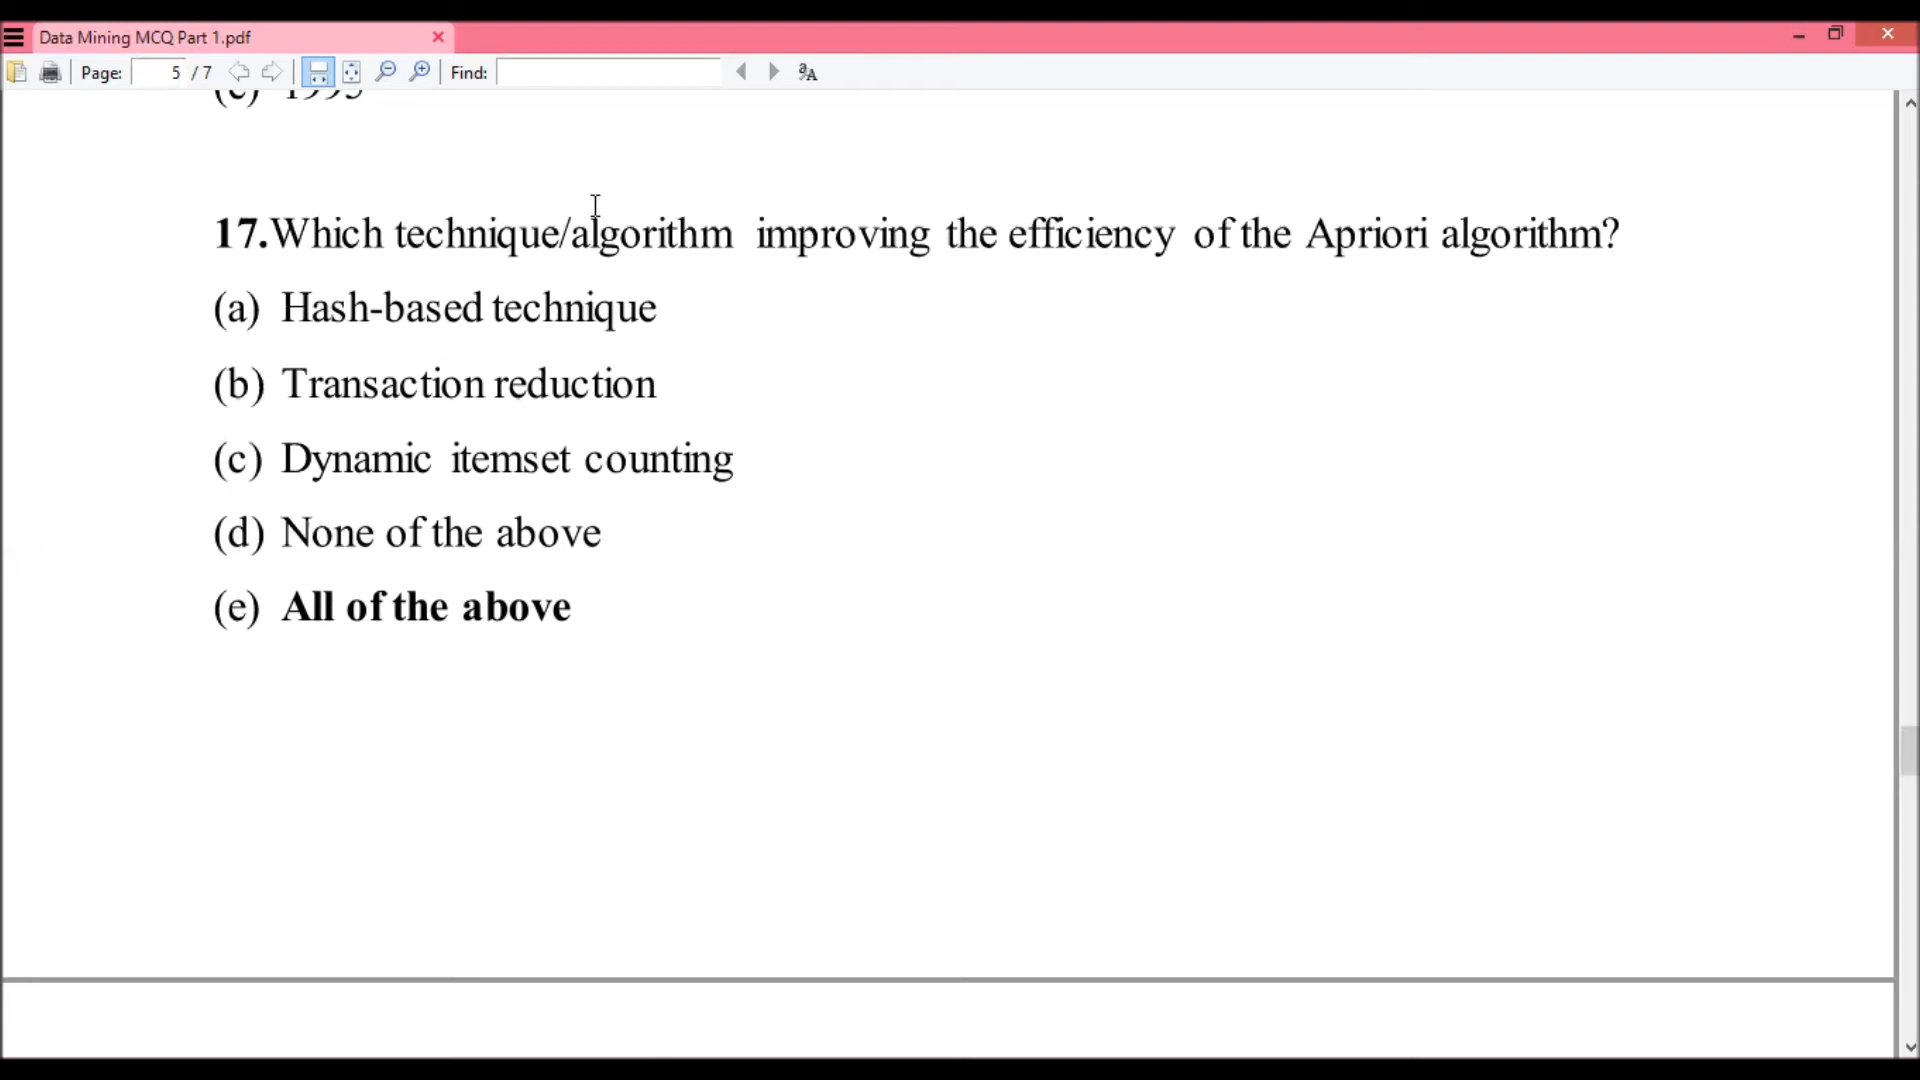 Data Mining MCQ Part 1.pdf
Page: 5 / 7 Find:
(e) 1995
17.Which technique/algorithm improving the efficiency of the Apriori algorithm?
(a) Hash-based technique
(b) Transaction reduction
(c) Dynamic itemset counting
(d) None of the above
(e) All of the above